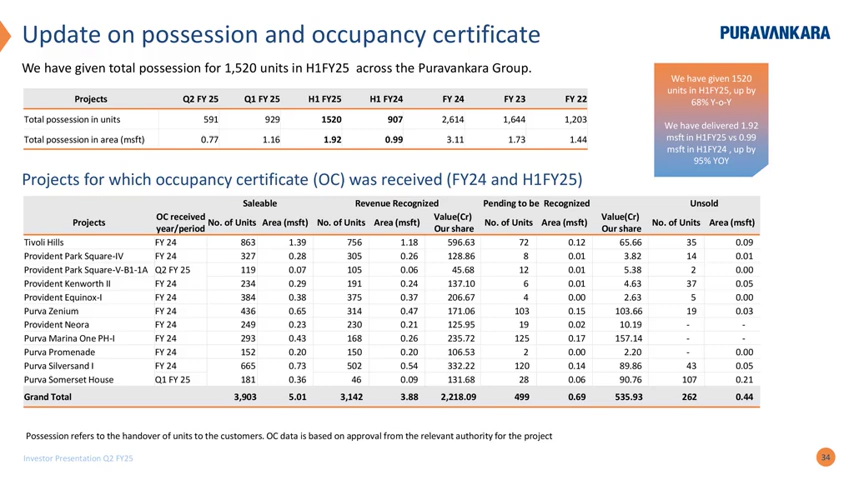 Update on possession and occupancy certificate
PURAVANKARA
We have given total possession for 1,520 units in H1FY25 across the Puravankara Group.
We have given 1520
units in H1FY25, up by
68% Y-o-Y
We have delivered 1.92
msft in H1FY25 vs 0.99
msft in H1FY24 , up by
95% YOY
Projects Q2 FY 25 Q1 FY 25 H1 FY25 H1 FY24 FY 24 FY 23 FY 22
Total possession in units 591 929 1520 907 2,614 1,644 1,203
Total possession in area (msft) 0.77 1.16 1.92 0.99 3.11 1.73 1.44
Projects for which occupancy certificate (OC) was received (FY24 and H1FY25)
Saleable Revenue Recognized Pending to be Recognized Unsold
Projects OC received year/period No. of Units Area (msft) No. of Units Area (msft) Value(Cr) Our share No. of Units Area (msft) Value(Cr) Our share No. of Units Area (msft)
Tivoli Hills FY 24 863 1.39 756 1.18 596.63 72 0.12 65.66 35 0.09
Provident Park Square-IV FY 24 327 0.28 305 0.26 128.86 8 0.01 3.82 14 0.01
Provident Park Square-V-B1-1A Q2 FY 25 119 0.07 105 0.06 45.68 12 0.01 5.38 2 0.00
Provident Kenworth II FY 24 234 0.29 191 0.24 137.10 6 0.01 4.63 37 0.05
Provident Equinox-I FY 24 384 0.38 375 0.37 206.67 4 0.00 2.63 5 0.00
Purva Zenium FY 24 436 0.65 314 0.47 171.06 103 0.15 103.66 19 0.03
Provident Neora FY 24 249 0.23 230 0.21 125.95 19 0.02 10.19 - -
Purva Marina One PH-I FY 24 293 0.43 168 0.26 235.72 125 0.17 157.14 - -
Purva Promenade FY 24 152 0.20 150 0.20 106.53 2 0.00 2.20 - 0.00
Purva Silversand I FY 24 665 0.73 502 0.54 332.22 120 0.14 89.86 43 0.05
Purva Somerset House Q1 FY 25 181 0.36 46 0.09 131.68 28 0.06 90.76 107 0.21
Grand Total 3,903 5.01 3,142 3.88 2,218.09 499 0.69 535.93 262 0.44
Possession refers to the handover of units to the customers. OC data is based on approval from the relevant authority for the project
Investor Presentation Q2 FY25
34